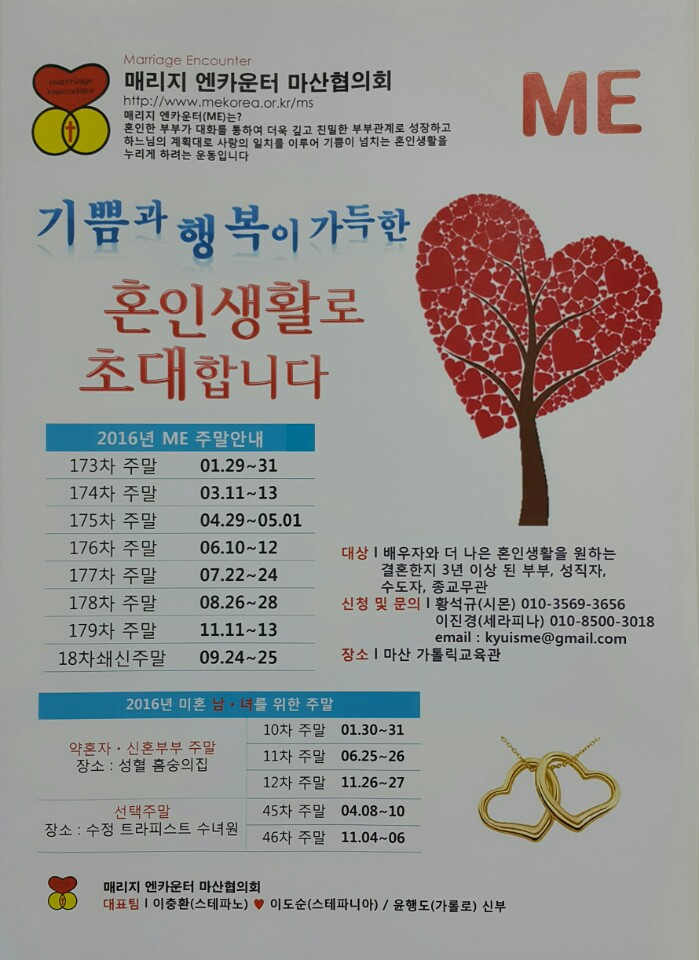 marriage
encounter
Marriage Encounter
매리지 엔카운터 마산협의회
http://www.mekorea.or.kr/ms
매리지 엔카운터(ME)는?
혼인한 부부가 대화를 통하여 더욱 깊고 친밀한 부부관계로 성장하고
하느님의 계획대로 사랑의 일치를 이루어 기쁨이 넘치는 혼인생활을
누리게 하려는 운동입니다
ME
기쁨과 행복이 가득한
혼인생활로
초대합니다
2016년 ME 주말안내
173차 주말 01.29~31
174차 주말 03.11~13
175차 주말 04.29~05.01
176차 주말 06.10~12
177차 주말 07.22~24
178차 주말 08.26~28
179차 주말 11.11~13
18차쇄신주말 09.24~25
대상 l 배우자와 더 나은 혼인생활을 원하는
결혼한지 3년 이상 된 부부, 성직자,
수도자, 종교무관
신청 및 문의 l 황석규(시몬) 010-3569-3656
이진경(세라피나) 010-8500-3018
email : kyuisme@gmail.com
장소 l 마산 가톨릭교육관
2016년 미혼 남·녀를 위한 주말
약혼자·신혼부부 주말
장소 : 성혈 흠숭의집
10차 주말 01.30~31
11차 주말 06.25~26
12차 주말 11.26~27
선택주말
장소 : 수정 트라피스트 수녀원
45차 주말 04.08~10
46차 주말 11.04~06
매리지 엔카운터 마산협의회
대표팀 l 이충환(스테파노) ♥ 이도순(스테파니아) / 윤행도(가롤로) 신부